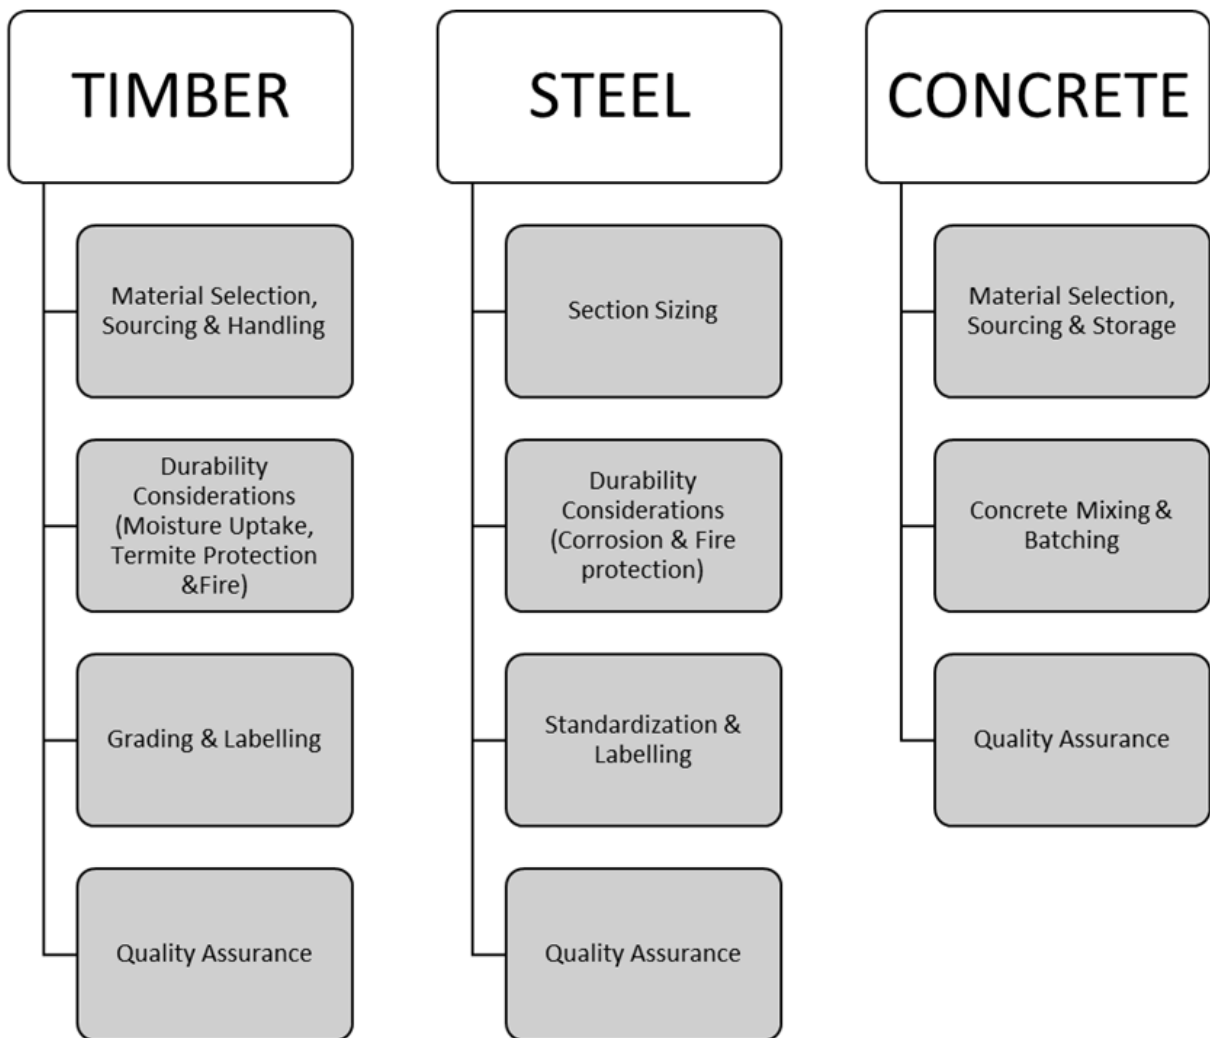 TIMBER
Material Selection,
Sourcing & Handling
Durability
Considerations
(Moisture Uptake,
Termite Protection
&Fire)
Grading & Labelling
Quality Assurance
STEEL
Section Sizing
Durability
Considerations
(Corrosion & Fire
protection)
Standardization &
Labelling
Quality Assurance
CONCRETE
Material Selection,
Sourcing & Storage
Concrete Mixing &
Batching
Quality Assurance